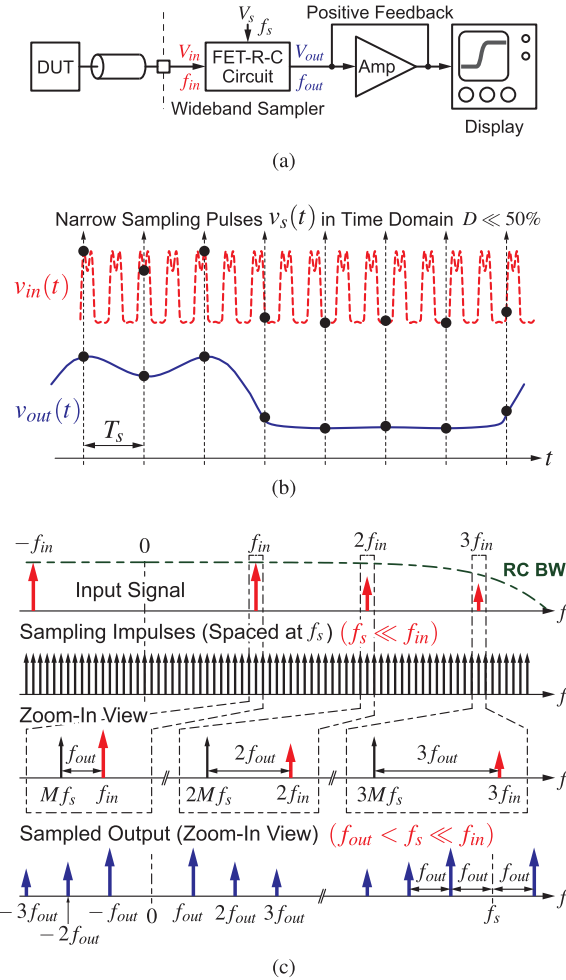 V_s f_s
Positive Feedback
DUT
V_in
f_in
FET-R-C
Circuit
V_out
f_out
Amp
Wideband Sampler
Display
(a)
Narrow Sampling Pulses v_s(t) in Time Domain D ≪ 50%
v_in(t)
v_out(t)
T_s
t
(b)
−f_in 0 f_in 2f_in 3f_in
RC BW
Input Signal
f
Sampling Impulses (Spaced at f_s) (f_s ≪ f_in)
f
Zoom-In View
f_out 2f_out 3f_out
f
Mf_s f_in 2Mf_s 2f_in 3Mf_s 3f_in
Sampled Output (Zoom-In View) (f_out < f_s ≪ f_in)
f_out f_out f_out
f
−3f_out −f_out 0 f_out 2f_out 3f_out f_s
−2f_out
(c)